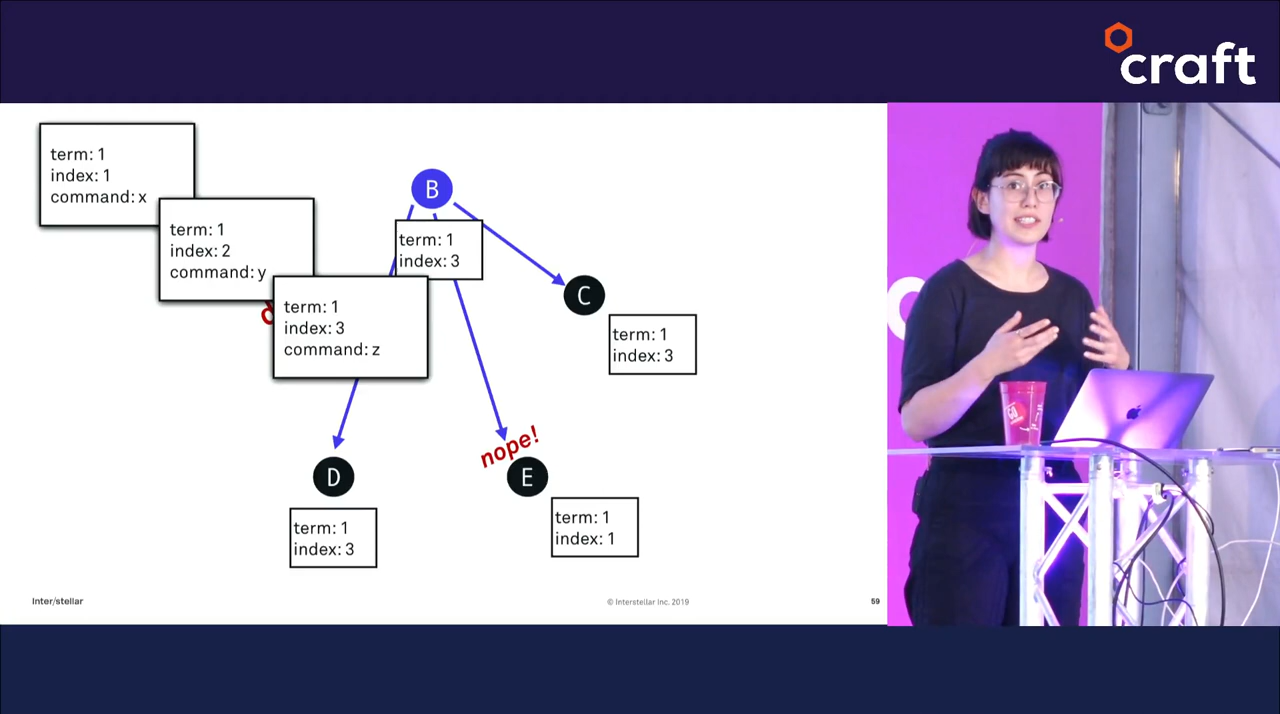 craft
term: 1
index: 1
command: x
term: 1
index: 2
command: y
term: 1
index: 3
command: z
B
term: 1
index: 3
C
term: 1
index: 3
nope!
D
term: 1
index: 3
E
term: 1
index: 1
Inter/stellar
© Interstellar Inc. 2019
59
GO